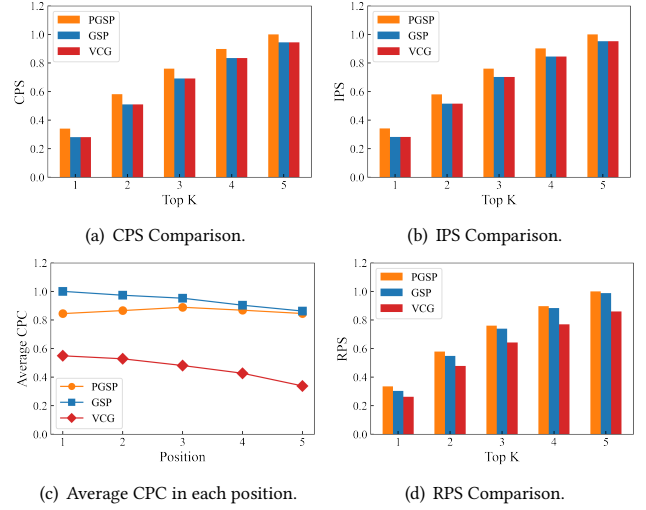 1.2
1.0
0.8
0.6
0.4
0.2
0.0
CPS
PGSP
GSP
VCG
1 2 3 4 5
Top K
(a) CPS Comparison.
1.2
1.0
0.8
0.6
0.4
0.2
0.0
IPS
PGSP
GSP
VCG
1 2 3 4 5
Top K
(b) IPS Comparison.
1.2
1.0
0.8
0.6
0.4
0.2
0.0
Average CPC
PGSP
GSP
VCG
1 2 3 4 5
Position
(c) Average CPC in each position.
1.2
1.0
0.8
0.6
0.4
0.2
0.0
RPS
PGSP
GSP
VCG
1 2 3 4 5
Top K
(d) RPS Comparison.